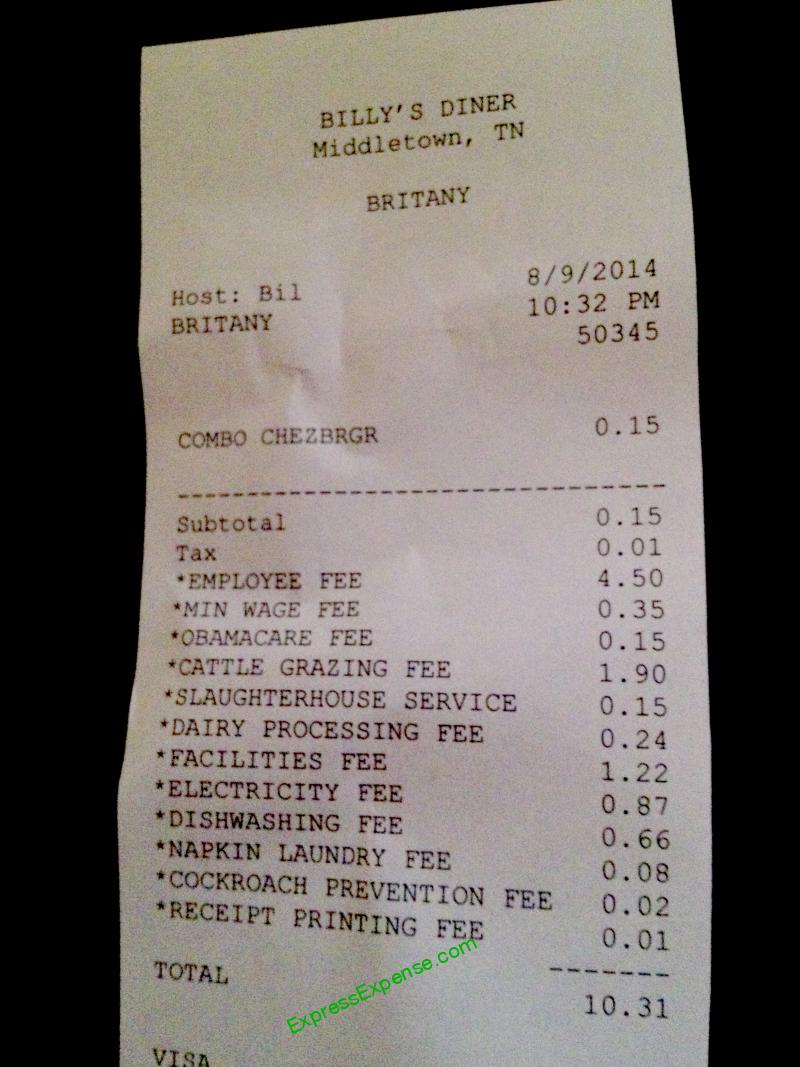 BILLY'S DINER
Middletown, TN
BRITANY
8/9/2014
Host: Bil 10:32 PM
BRITANY 50345
COMBO CHEZBRGR 0.15
---------------------------------
Subtotal 0.15
Tax 0.01
*EMPLOYEE FEE 4.50
*MIN WAGE FEE 0.35
*OBAMACARE FEE 0.15
*CATTLE GRAZING FEE 1.90
*SLAUGHTERHOUSE SERVICE 0.15
*DAIRY PROCESSING FEE 0.24
*FACILITIES FEE 1.22
*ELECTRICITY FEE 0.87
*DISHWASHING FEE 0.66
*NAPKIN LAUNDRY FEE 0.08
*COCKROACH PREVENTION FEE 0.02
*RECEIPT PRINTING FEE 0.01
-------
TOTAL 10.31
ExpressExpense.com
VISA